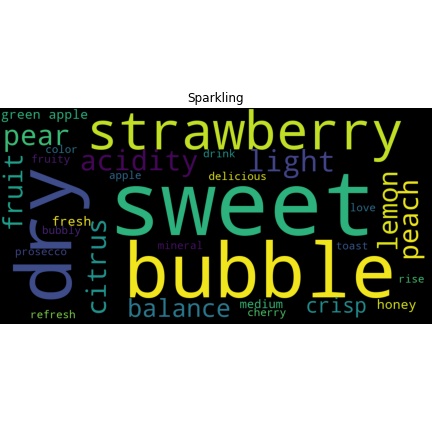 Sparkling
green apple
pear
strawberry
color
fruity
acidity
drink
light
fruit
apple
delicious
lemon
peach
dry
sweet
love
fresh
bubbly
citrus
mineral
toast
prosecco
bubble
rise
refresh
balance
medium
cherry
crisp
honey